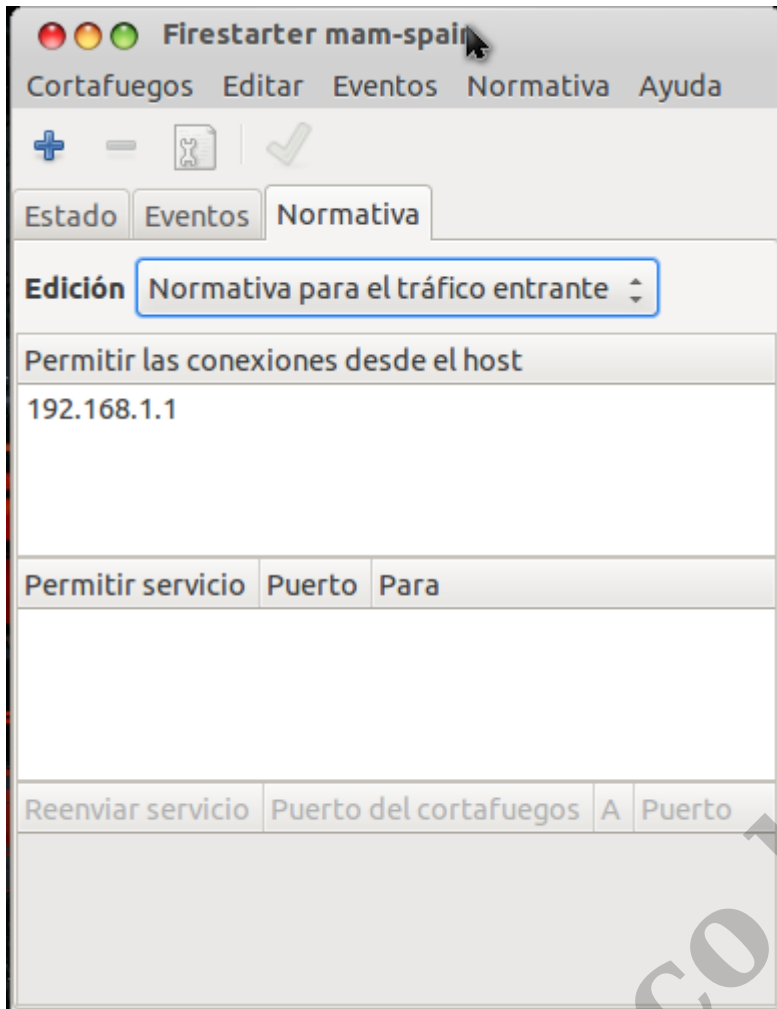 Firestarter mam-spain
Cortafuegos Editar Eventos Normativa Ayuda
Estado Eventos Normativa
Edición Normativa para el tráfico entrante
Permitir las conexiones desde el host
192.168.1.1
Permitir servicio Puerto Para
Reenviar servicio Puerto del cortafuegos A Puerto
co